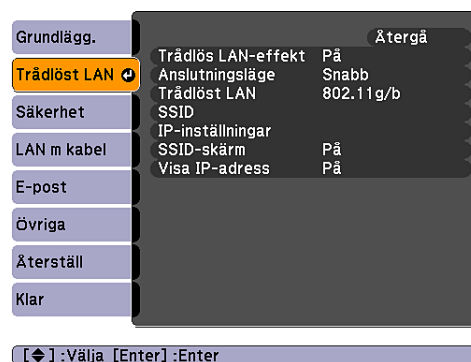 Grundlägg.
Trådlöst LAN
Säkerhet
LAN m kabel
E-post
Övriga
Återställ
Klar
Återgå
Trådlös LAN-effekt På
Anslutningsläge Snabb
Trådlöst LAN 802.11g/b
SSID
IP-inställningar
SSID-skärm På
Visa IP-adress På
[◆] :Välja [Enter] :Enter